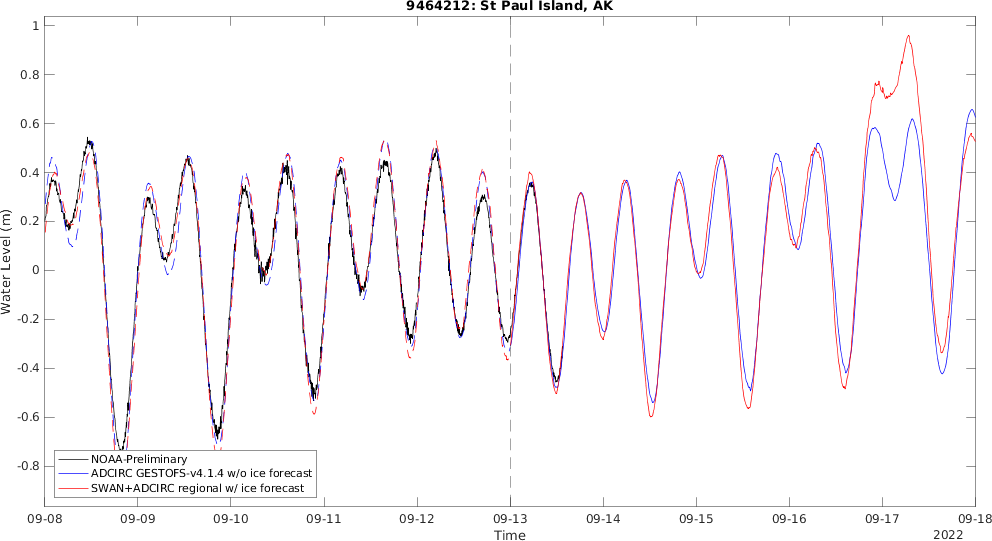 9464212: St Paul Island, AK
1
0.8
0.6
0.4
0.2
0
-0.2
-0.4
-0.6
-0.8
Water Level (m)
NOAA-Preliminary
ADCIRC GESTOFS-v4.1.4 w/o ice forecast
SWAN+ADCIRC regional w/ ice forecast
09-08 09-09 09-10 09-11 09-12 09-13 09-14 09-15 09-16 09-17 09-18
Time
2022